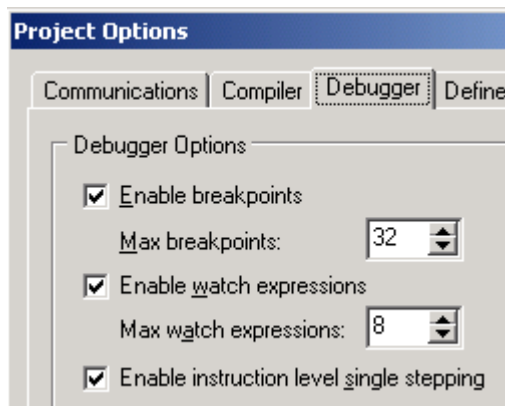 Project Options
Communications Compiler Debugger Define
Debugger Options
Enable breakpoints
Max breakpoints: 32
Enable watch expressions
Max watch expressions: 8
Enable instruction level single stepping